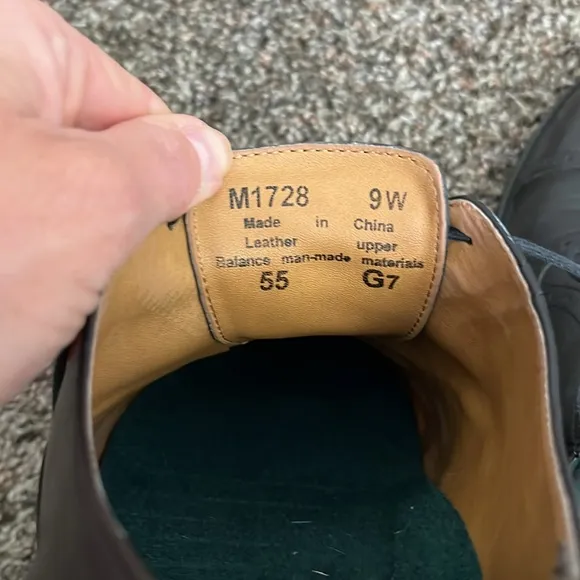 M1728 9W
Made in China
Leather upper
Balance man-made materials
55 G7